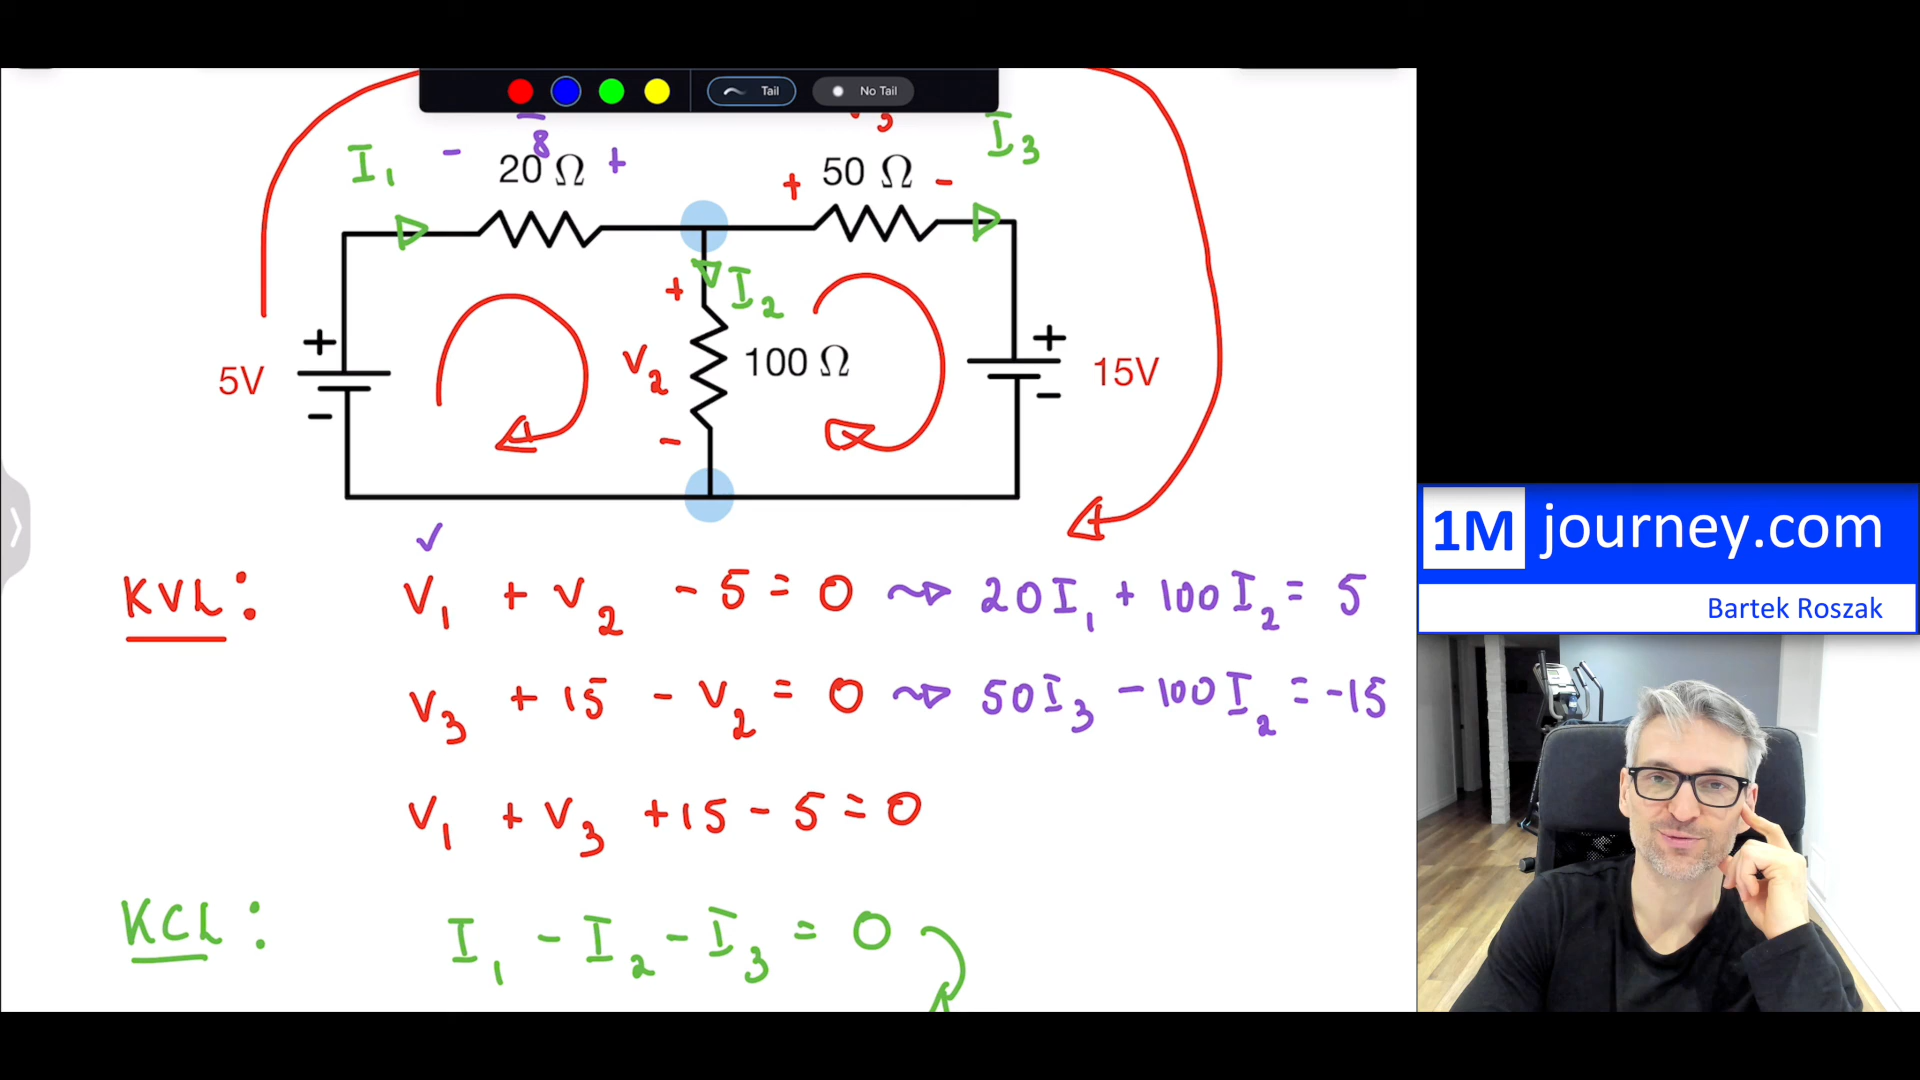 Tail No Tail
8 3
I₁ - 20 Ω + + 50 Ω - I₃
+ I₂
+ +
5V V₂ 100 Ω 15V
- - -
✓
KVL: V₁ + V₂ - 5 = 0 ⤳ 20I₁ + 100I₂ = 5
V₃ + 15 - V₂ = 0 ⤳ 50I₃ - 100I₂ = -15
V₁ + V₃ + 15 - 5 = 0
KCL: I₁ - I₂ - I₃ = 0
1M journey.com
Bartek Roszak